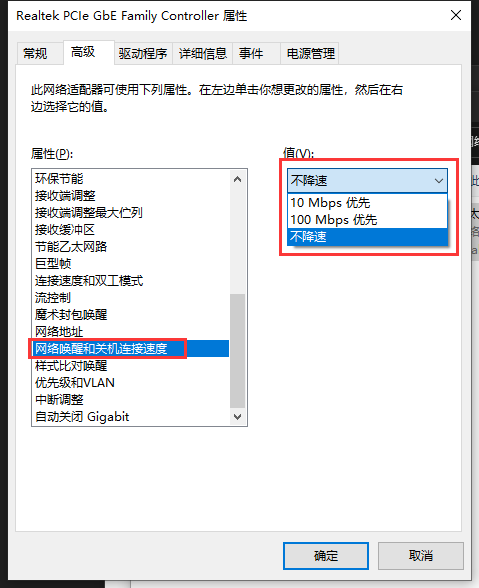 Realtek PCIe GbE Family Controller 属性
常规
高级
驱动程序
详细信息
事件
电源管理
此网络适配器可使用下列属性。在左边单击你想更改的属性，然后在右
边选择它的值。
属性(P):
值(V):
环保节能
接收端调整
接收端调整最大伫列
接收缓冲区
节能乙太网路
巨型帧
连接速度和双工模式
流控制
魔术封包唤醒
网络地址
网络唤醒和关机连接速度
样式比对唤醒
优先级和VLAN
中断调整
自动关闭 Gigabit
不降速
10 Mbps 优先
100 Mbps 优先
不降速
确定
取消